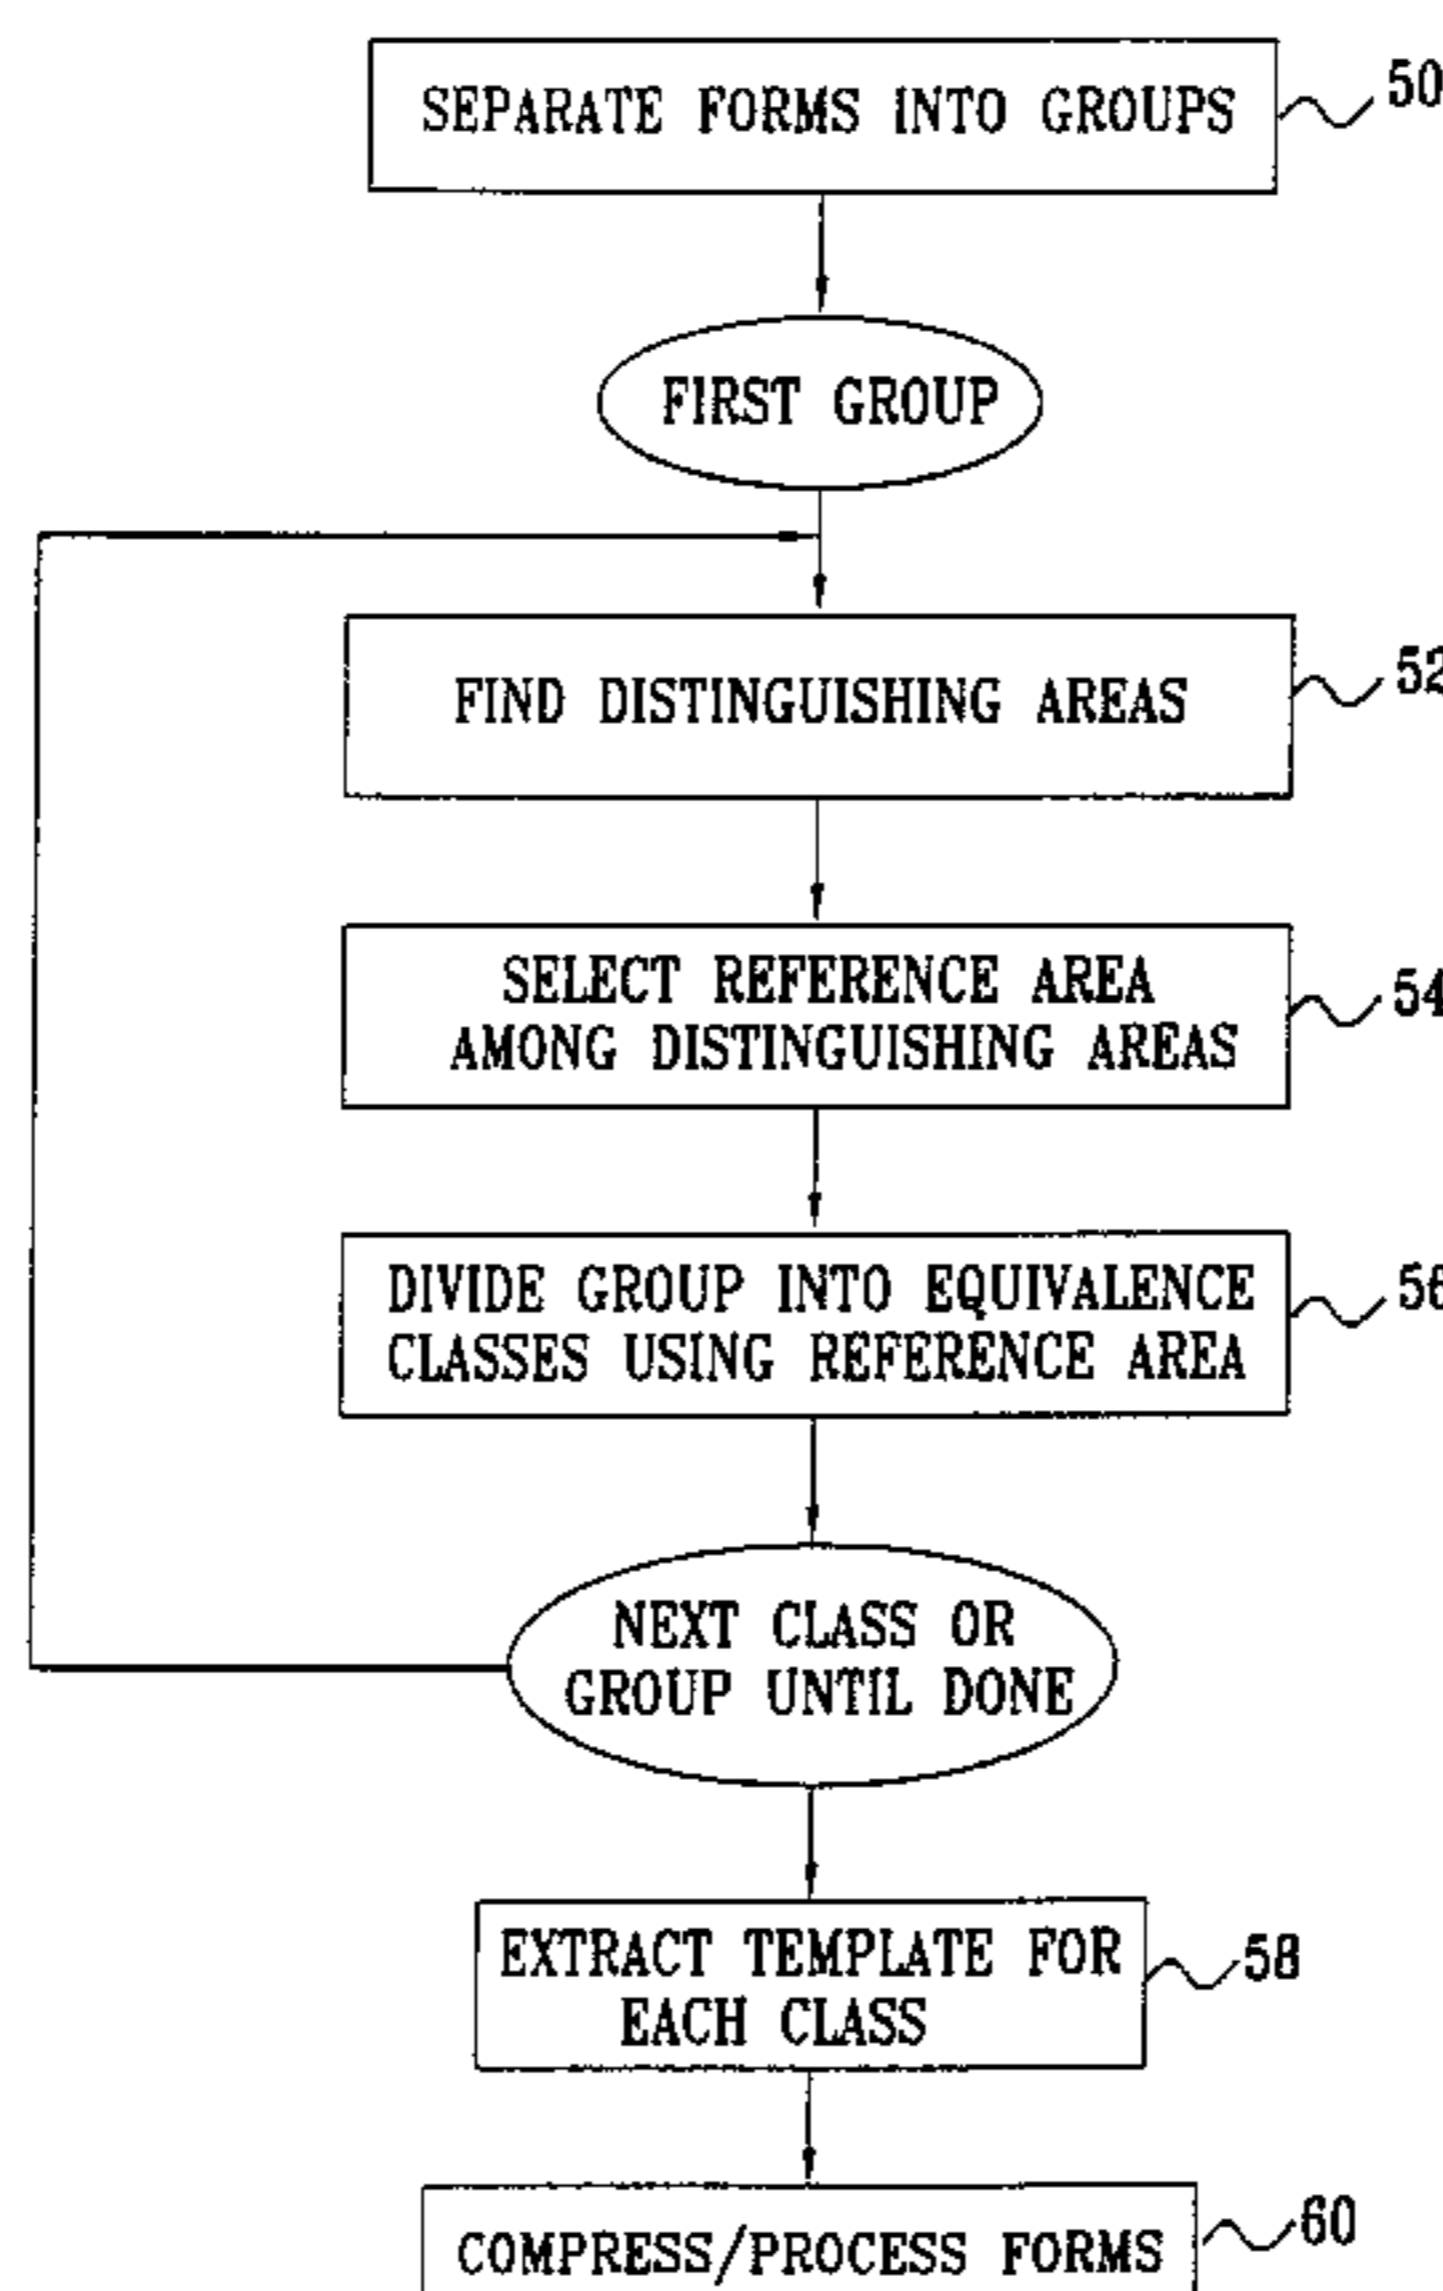 SEPARATE FORMS INTO GROUPS
50
FIRST GROUP
FIND DISTINGUISHING AREAS
52
SELECT REFERENCE AREA
AMONG DISTINGUISHING AREAS
54
DIVIDE GROUP INTO EQUIVALENCE
CLASSES USING REFERENCE AREA
56
NEXT CLASS OR
GROUP UNTIL DONE
EXTRACT TEMPLATE FOR
EACH CLASS
58
COMPRESS/PROCESS FORMS
60